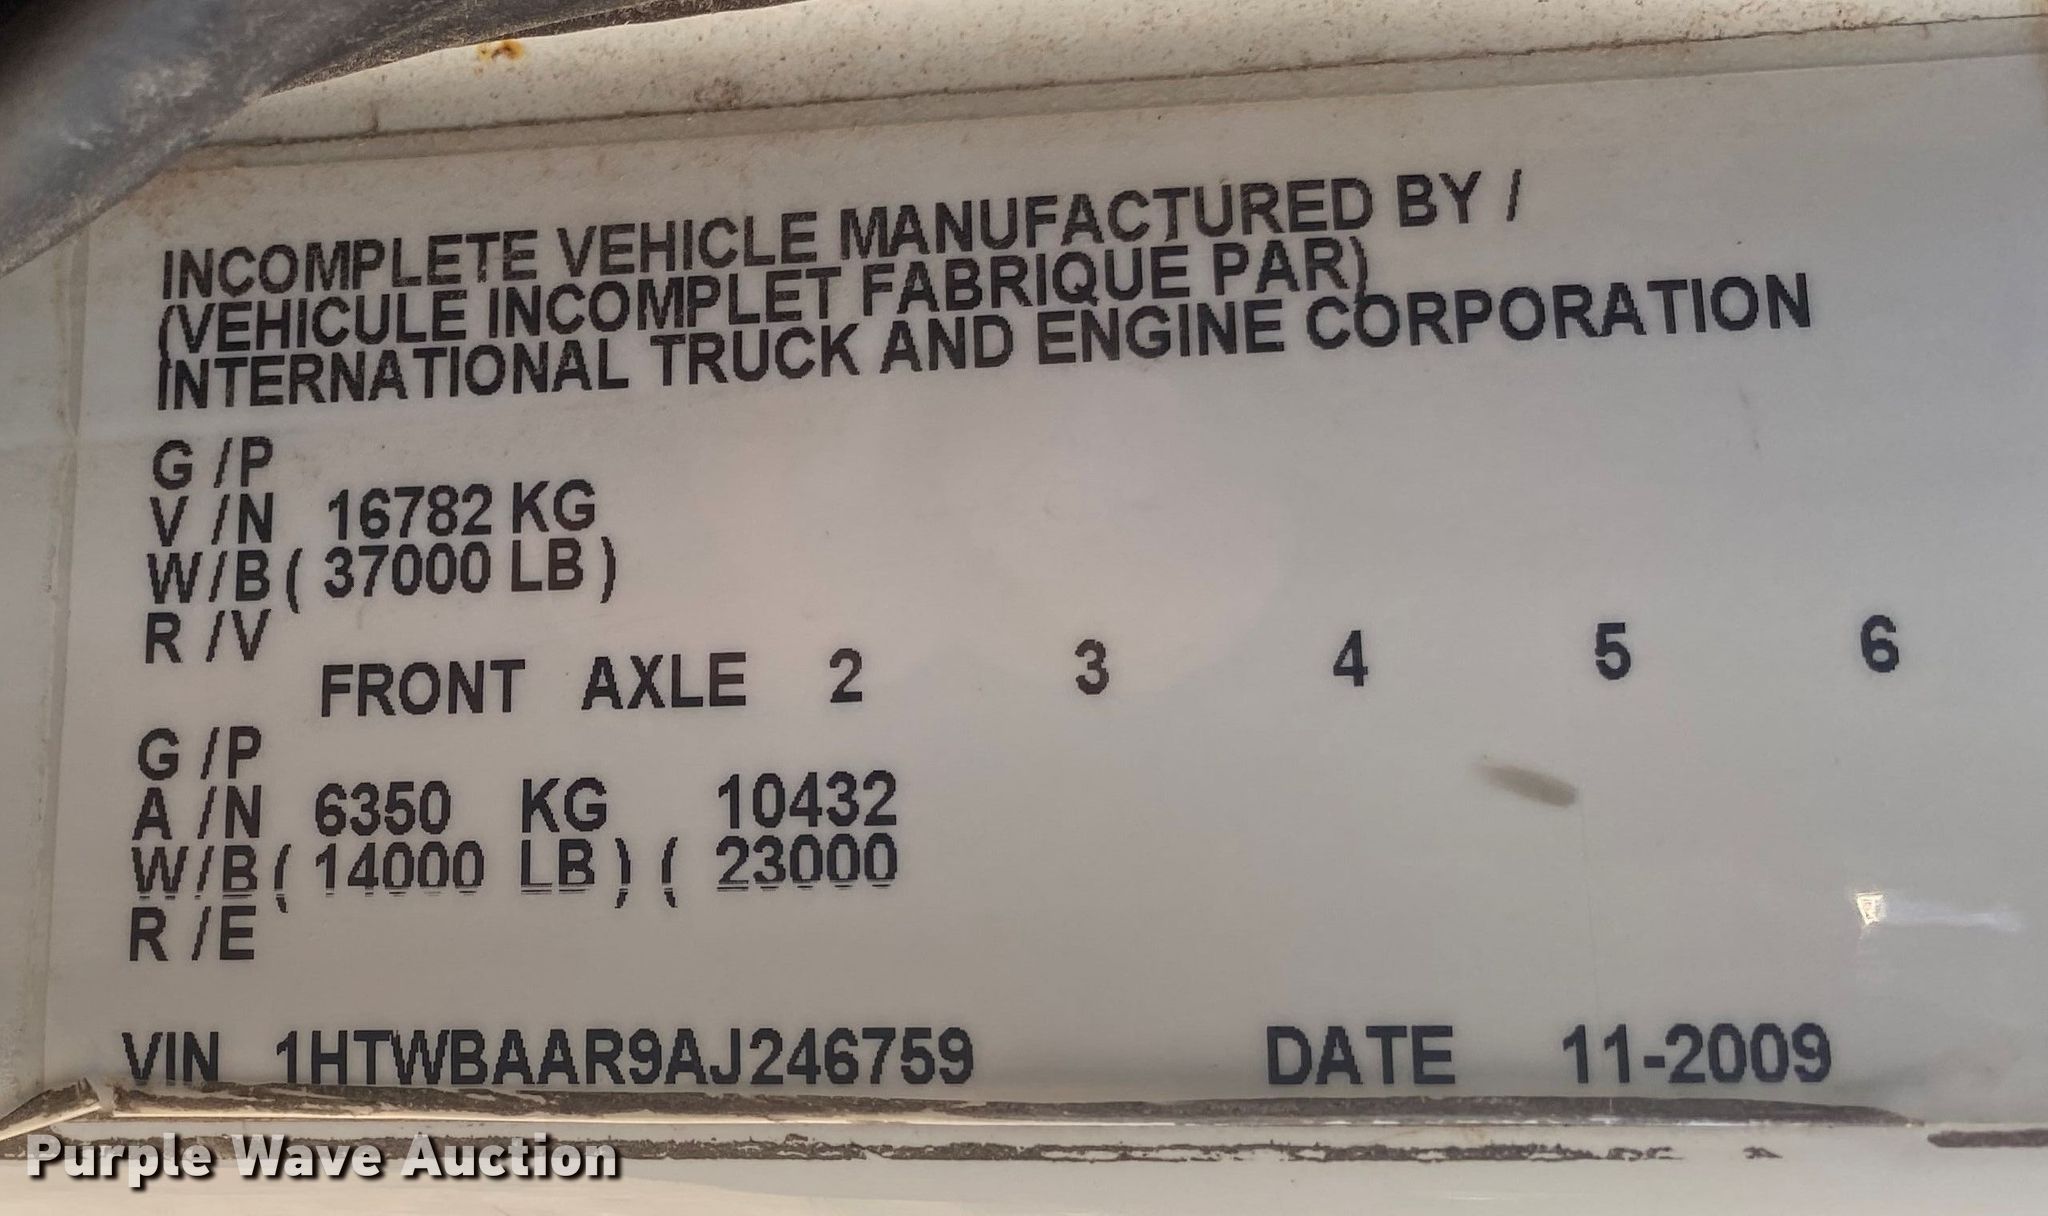 INCOMPLETE VEHICLE MANUFACTURED BY /
(VEHICULE INCOMPLET FABRIQUE PAR)
INTERNATIONAL TRUCK AND ENGINE CORPORATION
G /P
V /N 16782 KG
W/B ( 37000 LB )
R /V
FRONT AXLE 2 3 4 5 6
G /P
A /N 6350 KG 10432
W/B ( 14000 LB ) ( 23000
R /E
VIN 1HTWBAAR9AJ246759 DATE 11-2009
Purple Wave Auction